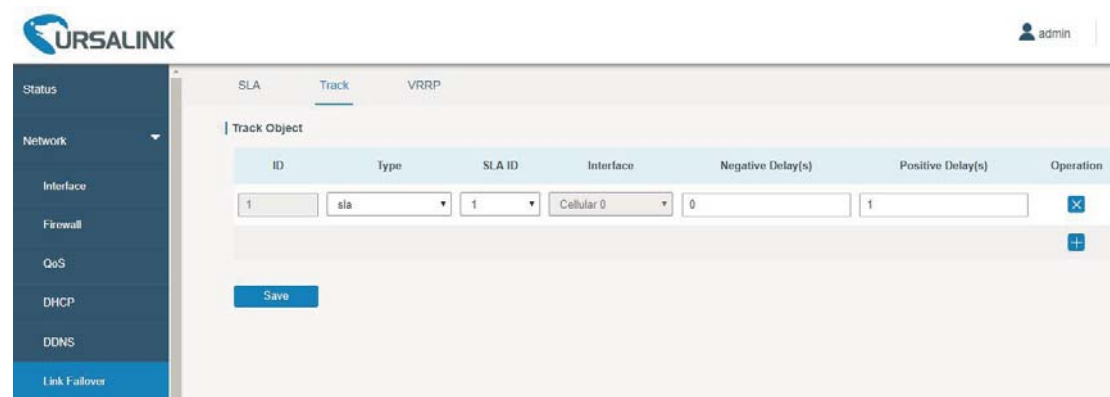 URSALINK
admin
Status
SLA Track VRRP
Track Object
Network
ID Type SLA ID Interface Negative Delay(s) Positive Delay(s) Operation
1 sla 1 Cellular 0 0 1
Interface
Firewall
QoS
Save
DHCP
DDNS
Link Failover